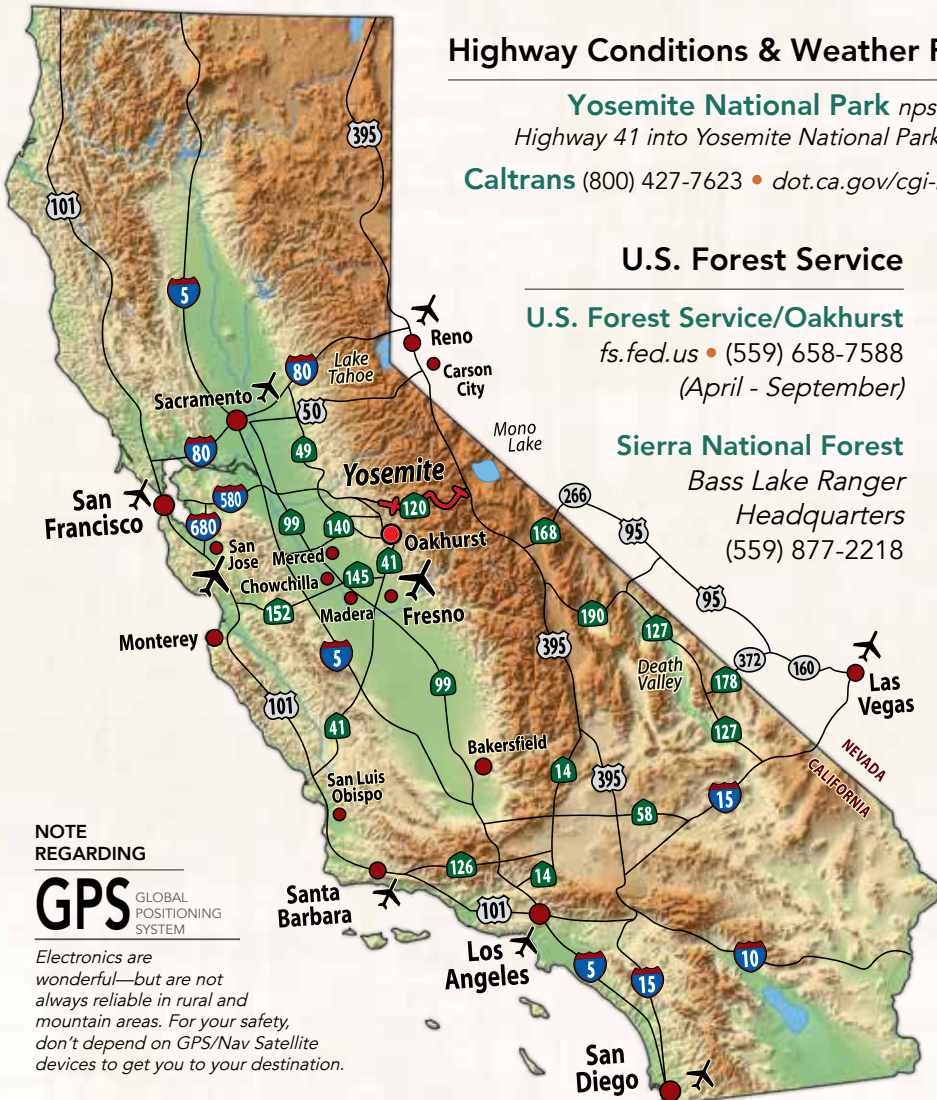 Highway Conditions & Weather
Yosemite National Park nps
Highway 41 into Yosemite National Park
Caltrans (800) 427-7623 • dot.ca.gov/cgi-
U.S. Forest Service
U.S. Forest Service/Oakhurst
fs.fed.us • (559) 658-7588
(April - September)
Sierra National Forest
Bass Lake Ranger
Headquarters
(559) 877-2218
395
101
5
Reno
Lake
Tahoe
80
Carson
City
Sacramento
50
Mono
Lake
49
80
Yosemite
San
Francisco
580
120
266
680
99
140
Oakhurst
168
95
San
Jose
Merced
41
Chowchilla
145
152
Madera
Fresno
190
95
127
Monterey
5
395
372
160
Death
Valley
178
Las
Vegas
99
101
41
127
NEVADA
CALIFORNIA
Bakersfield
14
395
San Luis
Obispo
15
58
126
14
Santa
Barbara
101
Los
Angeles
5
15
10
San
Diego
NOTE
REGARDING
GPS GLOBAL
POSITIONING
SYSTEM
Electronics are
wonderful—but are not
always reliable in rural and
mountain areas. For your safety,
don't depend on GPS/Nav Satellite
devices to get you to your destination.